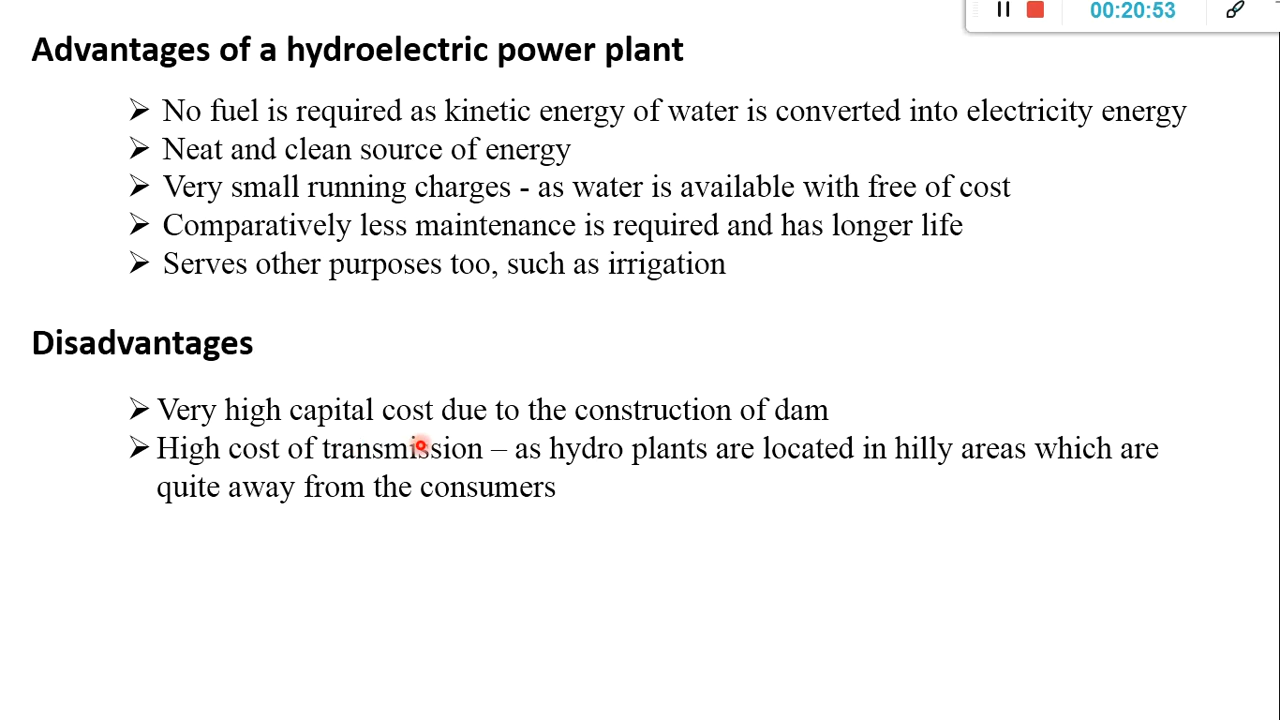 00:20:53
Advantages of a hydroelectric power plant
➢ No fuel is required as kinetic energy of water is converted into electricity energy
➢ Neat and clean source of energy
➢ Very small running charges - as water is available with free of cost
➢ Comparatively less maintenance is required and has longer life
➢ Serves other purposes too, such as irrigation
Disadvantages
➢ Very high capital cost due to the construction of dam
➢ High cost of transmission – as hydro plants are located in hilly areas which are
quite away from the consumers